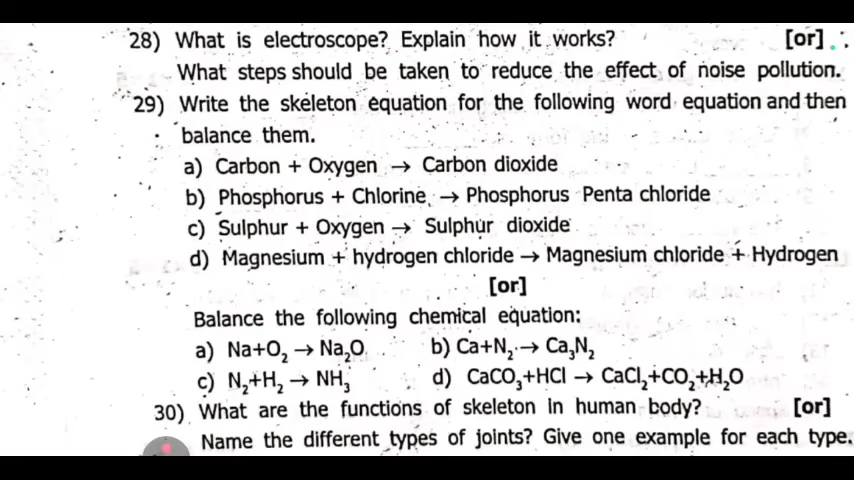 28) What is electroscope? Explain how it works? [or]
What steps should be taken to reduce the effect of noise pollution.
29) Write the skeleton equation for the following word equation and then
balance them.
a) Carbon + Oxygen → Carbon dioxide
b) Phosphorus + Chlorine → Phosphorus Penta chloride
c) Sulphur + Oxygen → Sulphur dioxide
d) Magnesium + hydrogen chloride → Magnesium chloride + Hydrogen
[or]
Balance the following chemical equation:
a) Na+O₂ → Na₂O b) Ca+N₂ → Ca₃N₂
c) N₂+H₂ → NH₃ d) CaCO₃+HCl → CaCl₂+CO₂+H₂O
30) What are the functions of skeleton in human body? [or]
Name the different types of joints? Give one example for each type.